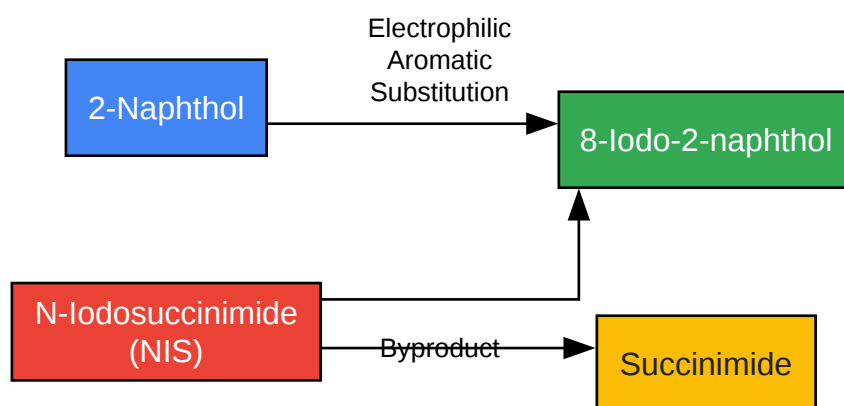 Electrophilic
Aromatic
Substitution
2-Naphthol
8-Iodo-2-naphthol
N-Iodosuccinimide
(NIS)
Byproduct
Succinimide